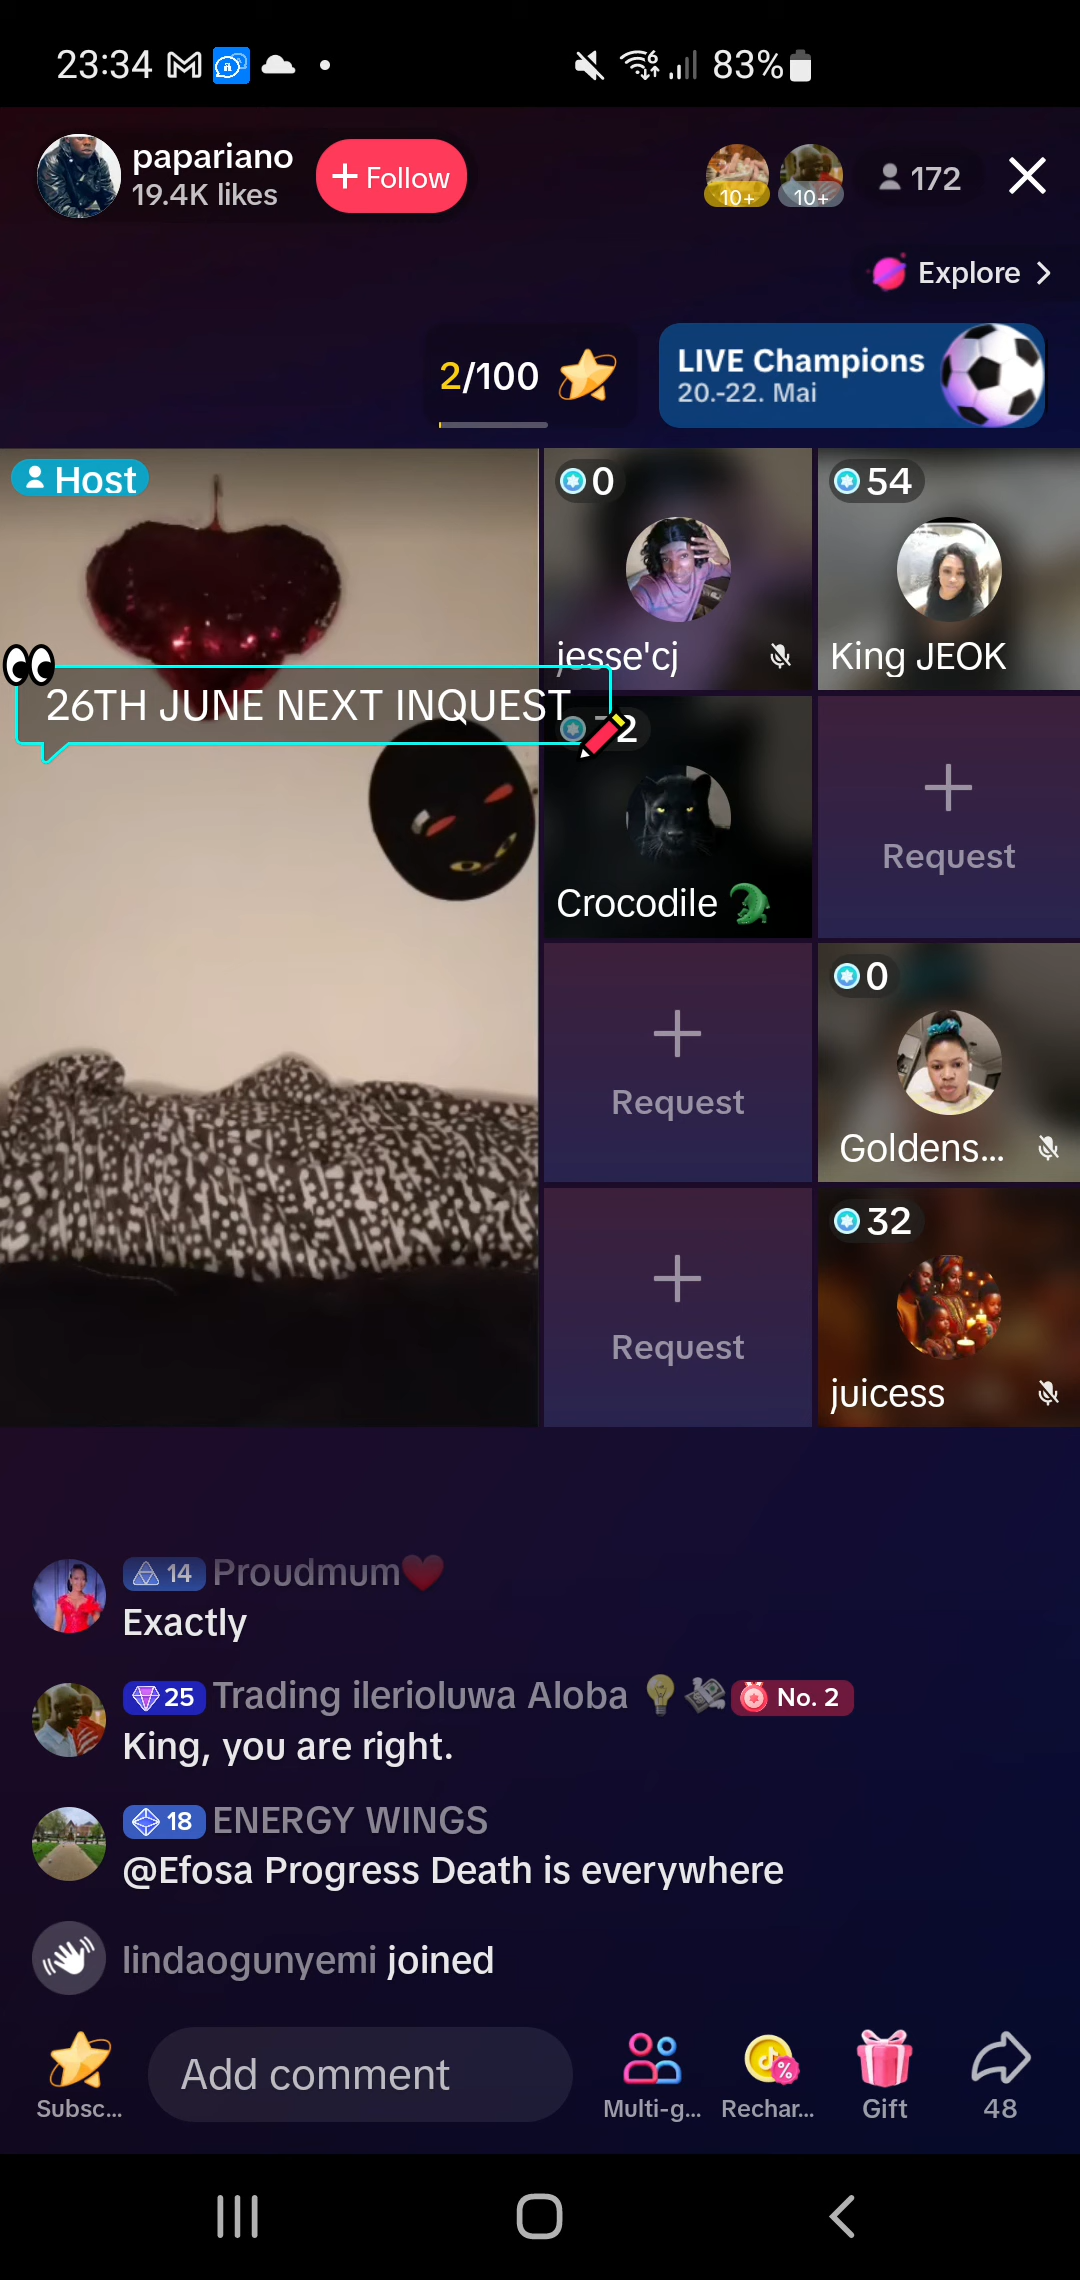 23:34
83%
papariano
19.4K likes
+ Follow
10+
10+
172
Explore >
2/100
LIVE Champions
20.-22. Mai
Host
0
54
jesse'cj
King JEOK
26TH JUNE NEXT INQUEST
2
Crocodile
Request
Request
0
Goldens...
Request
32
juicess
14 Proudmum
Exactly
25 Trading ilerioluwa Aloba No. 2
King, you are right.
18 ENERGY WINGS
@Efosa Progress Death is everywhere
lindaogunyemi joined
Subsc...
Add comment
Multi-g...
Rechar...
Gift
48